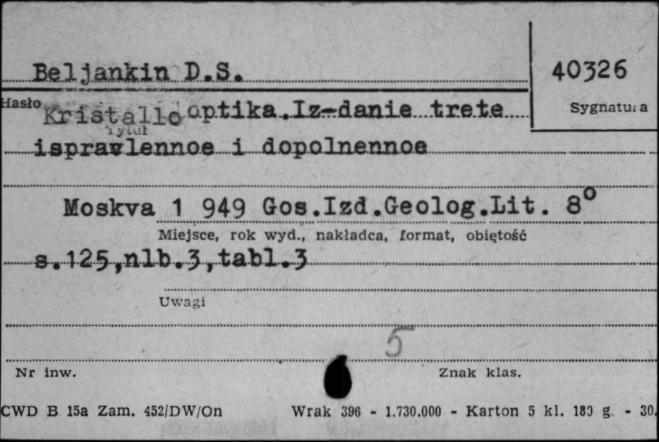 Beljankin D.S.
40326
Hasło
Sygnatura
Kristallooptika.Iz-danie trete
Tytuł
ispravlennoe i dopolnennoe
Moskva 1 949 Gos.Izd.Geolog.Lit. 8°
Miejsce, rok wyd., nakładca, format, objętość
s.125,nlb.3,tabl.3
Uwagi
5
Nr inw.
Znak klas.
CWD B 15a Zam. 452/DW/On Wrak 396 - 1.730.000 - Karton 5 kl. 180 g. - 30.